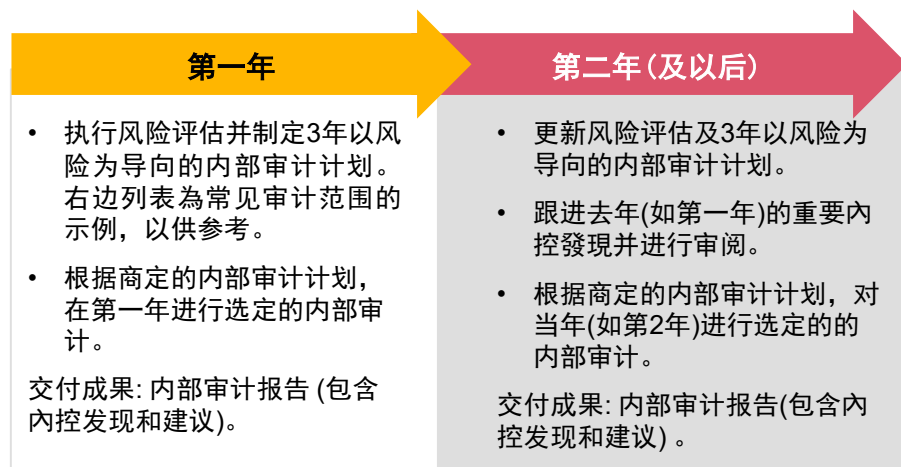 第一年
• 执行风险评估并制定3年以风
险为导向的内部审计计划。
右边列表為常见审计范围的
示例，以供参考。
• 根据商定的内部审计计划，
在第一年进行选定的内部审
计。
交付成果: 内部审计报告 (包含
內控发现和建议)。
第二年(及以后)
• 更新风险评估及3年以风险为
导向的内部审计计划。
• 跟进去年(如第一年)的重要內
控發現并进行审阅。
• 根据商定的内部审计计划，对
当年(如第2年)进行选定的的
内部审计。
交付成果: 内部审计报告(包含內
控发现和建议) 。